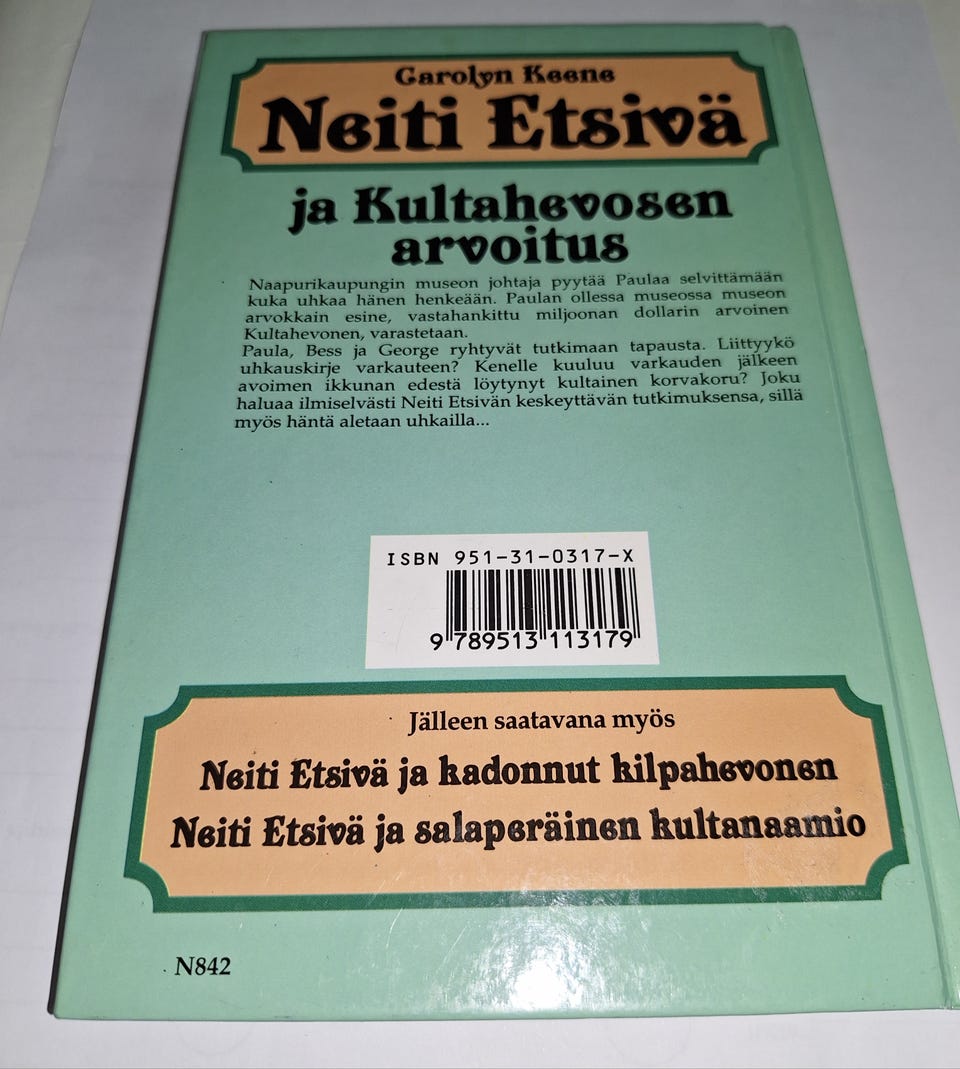 Carolyn Keene
Neiti Etsivä
ja Kultahevosen
arvoitus
Naapurikaupungin museon johtaja pyytää Paulaa selvittämään
kuka uhkaa hänen henkeään. Paulan ollessa museossa museon
arvokkain esine, vastahankittu miljoonan dollarin arvoinen
Kultahevonen, varastetaan.
Paula, Bess ja George ryhtyvät tutkimaan tapausta. Liittyykö
uhkauskirje varkauteen? Kenelle kuuluu varkauden jälkeen
avoimen ikkunan edestä löytynyt kultainen korvakoru? Joku
haluaa ilmiselvästi Neiti Etsivän keskeyttävän tutkimuksensa, sillä
myös häntä aletaan uhkailla...
ISBN 951-31-0317-X
9 789513 113179
Jälleen saatavana myös
Neiti Etsivä ja kadonnut kilpahevonen
Neiti Etsivä ja salaperäinen kultanaamio
N842